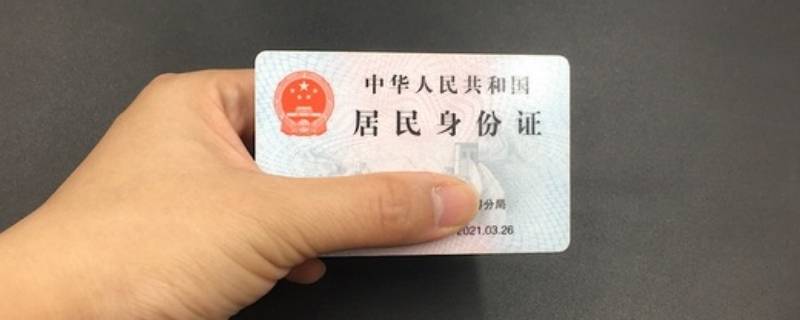 中华人民共和国
居民身份证
分局
2021.03.26